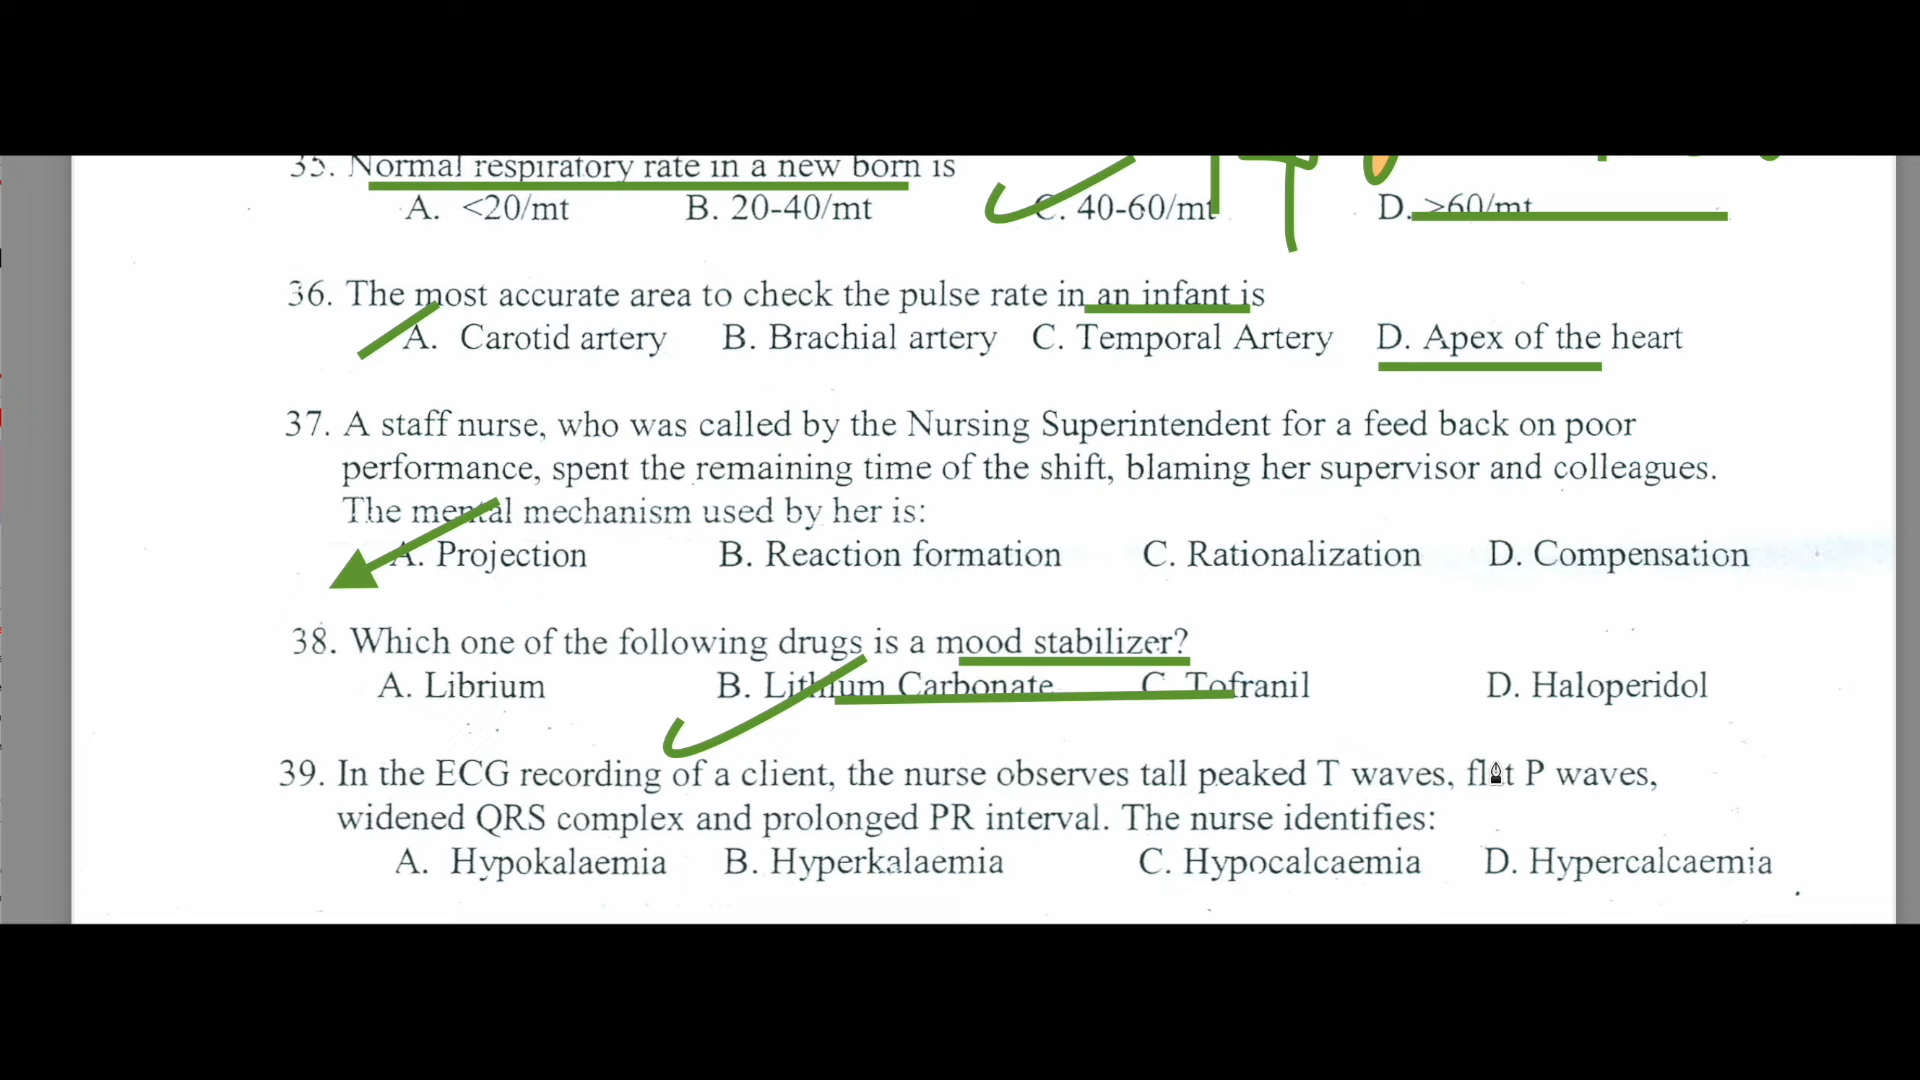 35. Normal respiratory rate in a new born is
A. <20/mt B. 20-40/mt C. 40-60/mt D. >60/mt
36. The most accurate area to check the pulse rate in an infant is
A. Carotid artery B. Brachial artery C. Temporal Artery D. Apex of the heart
37. A staff nurse, who was called by the Nursing Superintendent for a feed back on poor
performance, spent the remaining time of the shift, blaming her supervisor and colleagues.
The mental mechanism used by her is:
A. Projection B. Reaction formation C. Rationalization D. Compensation
38. Which one of the following drugs is a mood stabilizer?
A. Librium B. Lithium Carbonate C. Tofranil D. Haloperidol
39. In the ECG recording of a client, the nurse observes tall peaked T waves, flat P waves,
widened QRS complex and prolonged PR interval. The nurse identifies:
A. Hypokalaemia B. Hyperkalaemia C. Hypocalcaemia D. Hypercalcaemia